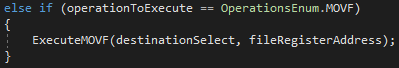 else if (operationToExecute == OperationsEnum.MOVF)
{
    ExecuteMOVF(destinationSelect, fileRegisterAddress);
}